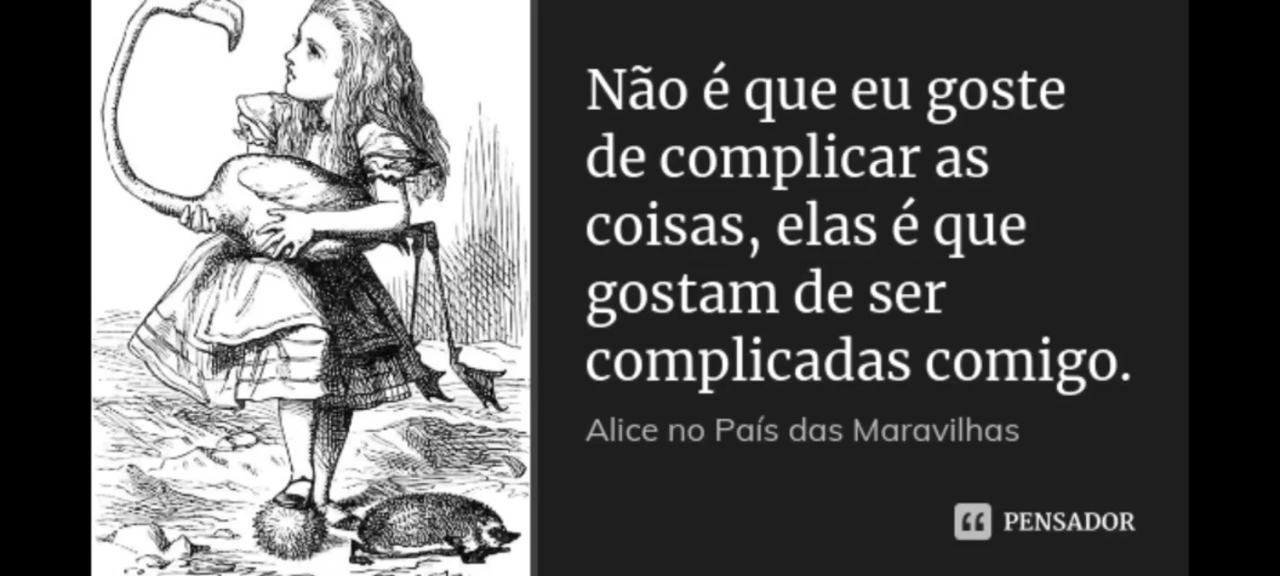 Não é que eu goste
de complicar as
coisas, elas é que
gostam de ser
complicadas comigo.
Alice no País das Maravilhas
PENSADOR